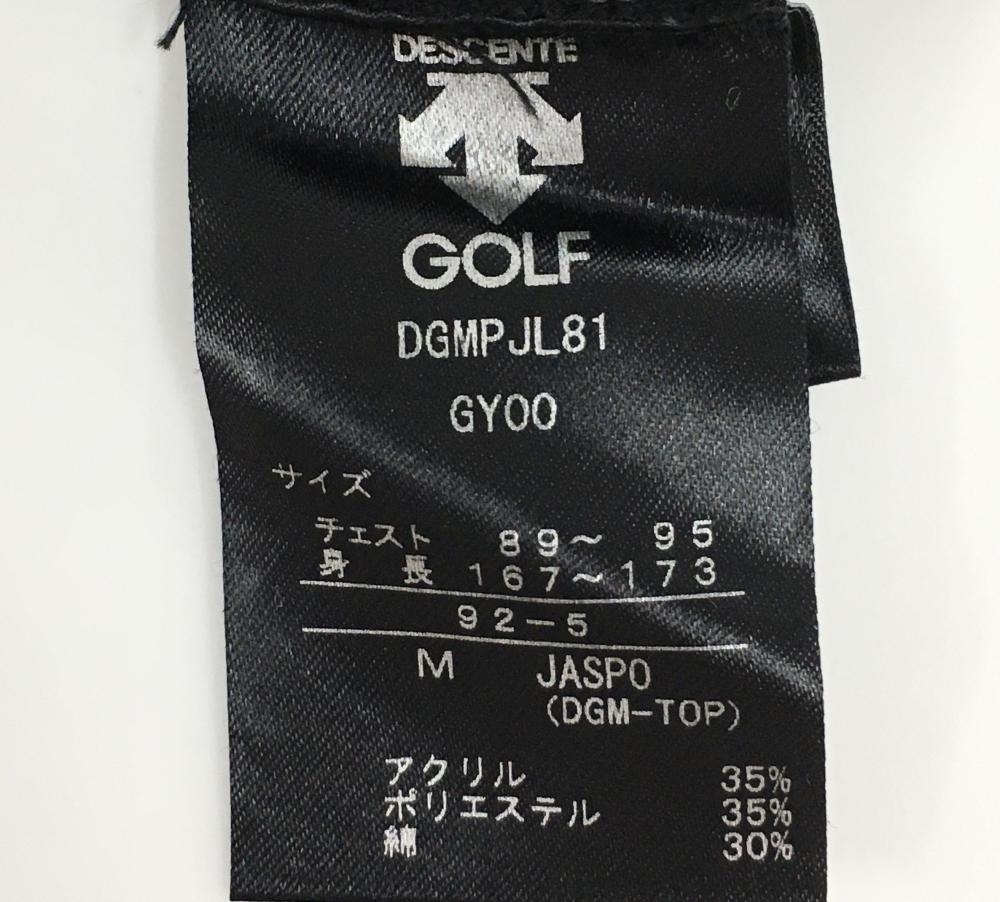 DESCENTE
GOLF
DGMPJL81
GY00
サイズ
チェスト 89～ 95
身 長 167～173
92-5
M JASPO
(DGM-TOP)
アクリル 35%
ポリエステル 35%
綿 30%